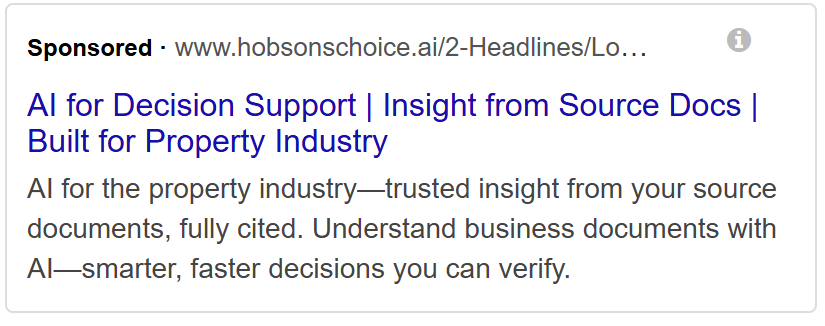 Sponsored · www.hobsonschoice.ai/2-Headlines/Lo...
AI for Decision Support | Insight from Source Docs |
Built for Property Industry
AI for the property industry—trusted insight from your source
documents, fully cited. Understand business documents with
AI—smarter, faster decisions you can verify.